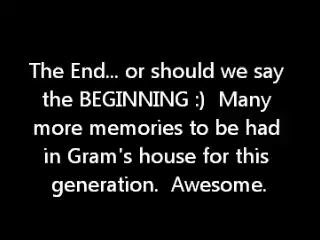 The End... or should we say
the BEGINNING :)  Many
more memories to be had
in Gram's house for this
generation.  Awesome.